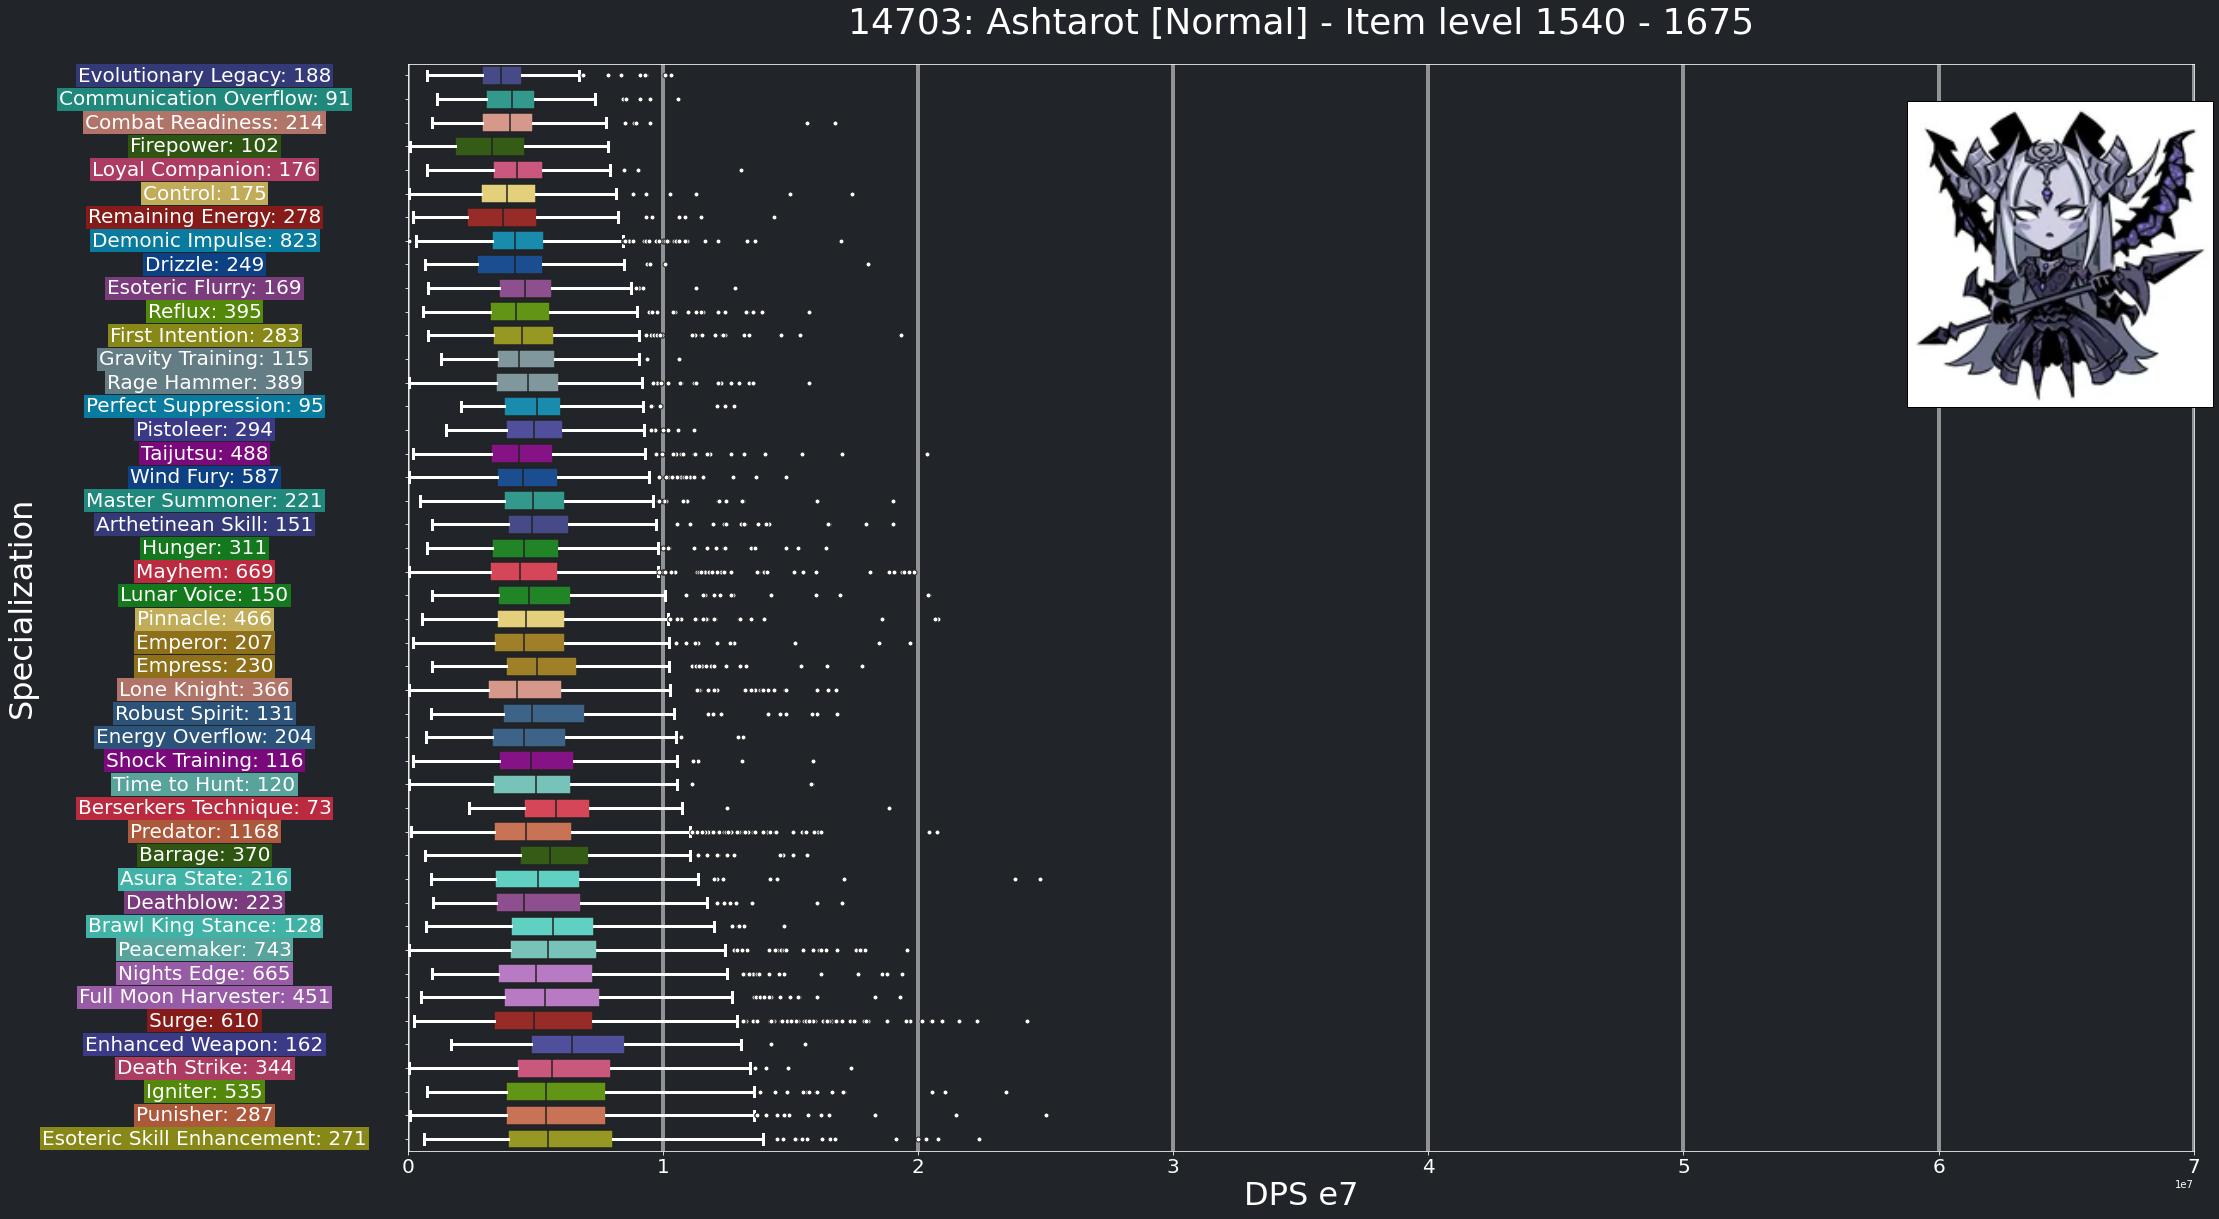 14703: Ashtarot [Normal] - Item level 1540 - 1675
Specialization
Evolutionary Legacy: 188
Communication Overflow: 91
Combat Readiness: 214
Firepower: 102
Loyal Companion: 176
Control: 175
Remaining Energy: 278
Demonic Impulse: 823
Drizzle: 249
Esoteric Flurry: 169
Reflux: 395
First Intention: 283
Gravity Training: 115
Rage Hammer: 389
Perfect Suppression: 95
Pistoleer: 294
Taijutsu: 488
Wind Fury: 587
Master Summoner: 221
Arthetinean Skill: 151
Hunger: 311
Mayhem: 669
Lunar Voice: 150
Pinnacle: 466
Emperor: 207
Empress: 230
Lone Knight: 366
Robust Spirit: 131
Energy Overflow: 204
Shock Training: 116
Time to Hunt: 120
Berserkers Technique: 73
Predator: 1168
Barrage: 370
Asura State: 216
Deathblow: 223
Brawl King Stance: 128
Peacemaker: 743
Nights Edge: 665
Full Moon Harvester: 451
Surge: 610
Enhanced Weapon: 162
Death Strike: 344
Igniter: 535
Punisher: 287
Esoteric Skill Enhancement: 271
0 1 2 3 4 5 6 7
1e7
DPS e7